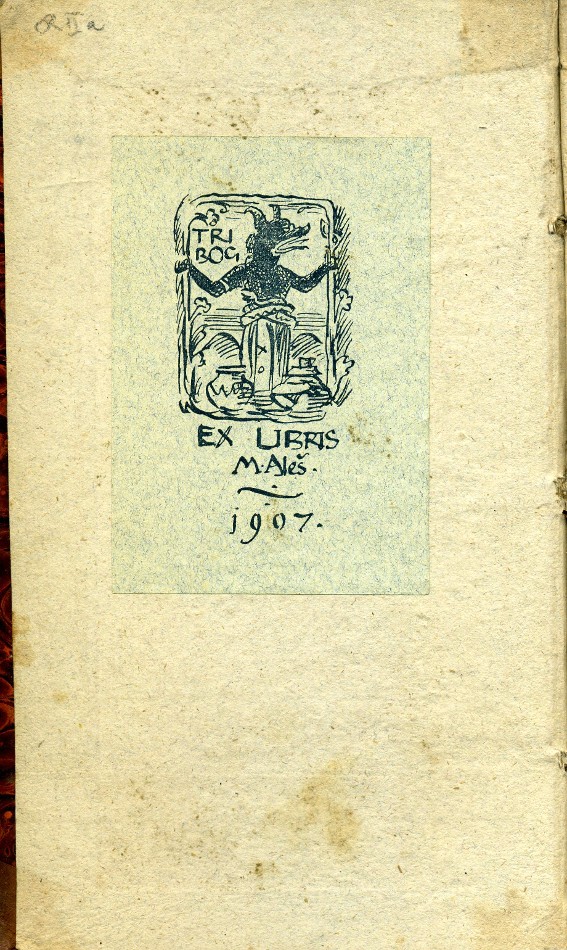 TRI
BOG
EX LIBRIS
M. Aleš.
1907.